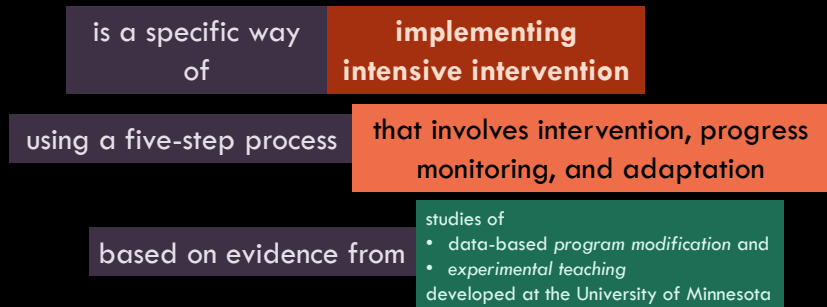 is a specific way
of
implementing
intensive intervention
using a five-step process
that involves intervention, progress
monitoring, and adaptation
based on evidence from
studies of
• data-based program modification and
• experimental teaching
developed at the University of Minnesota